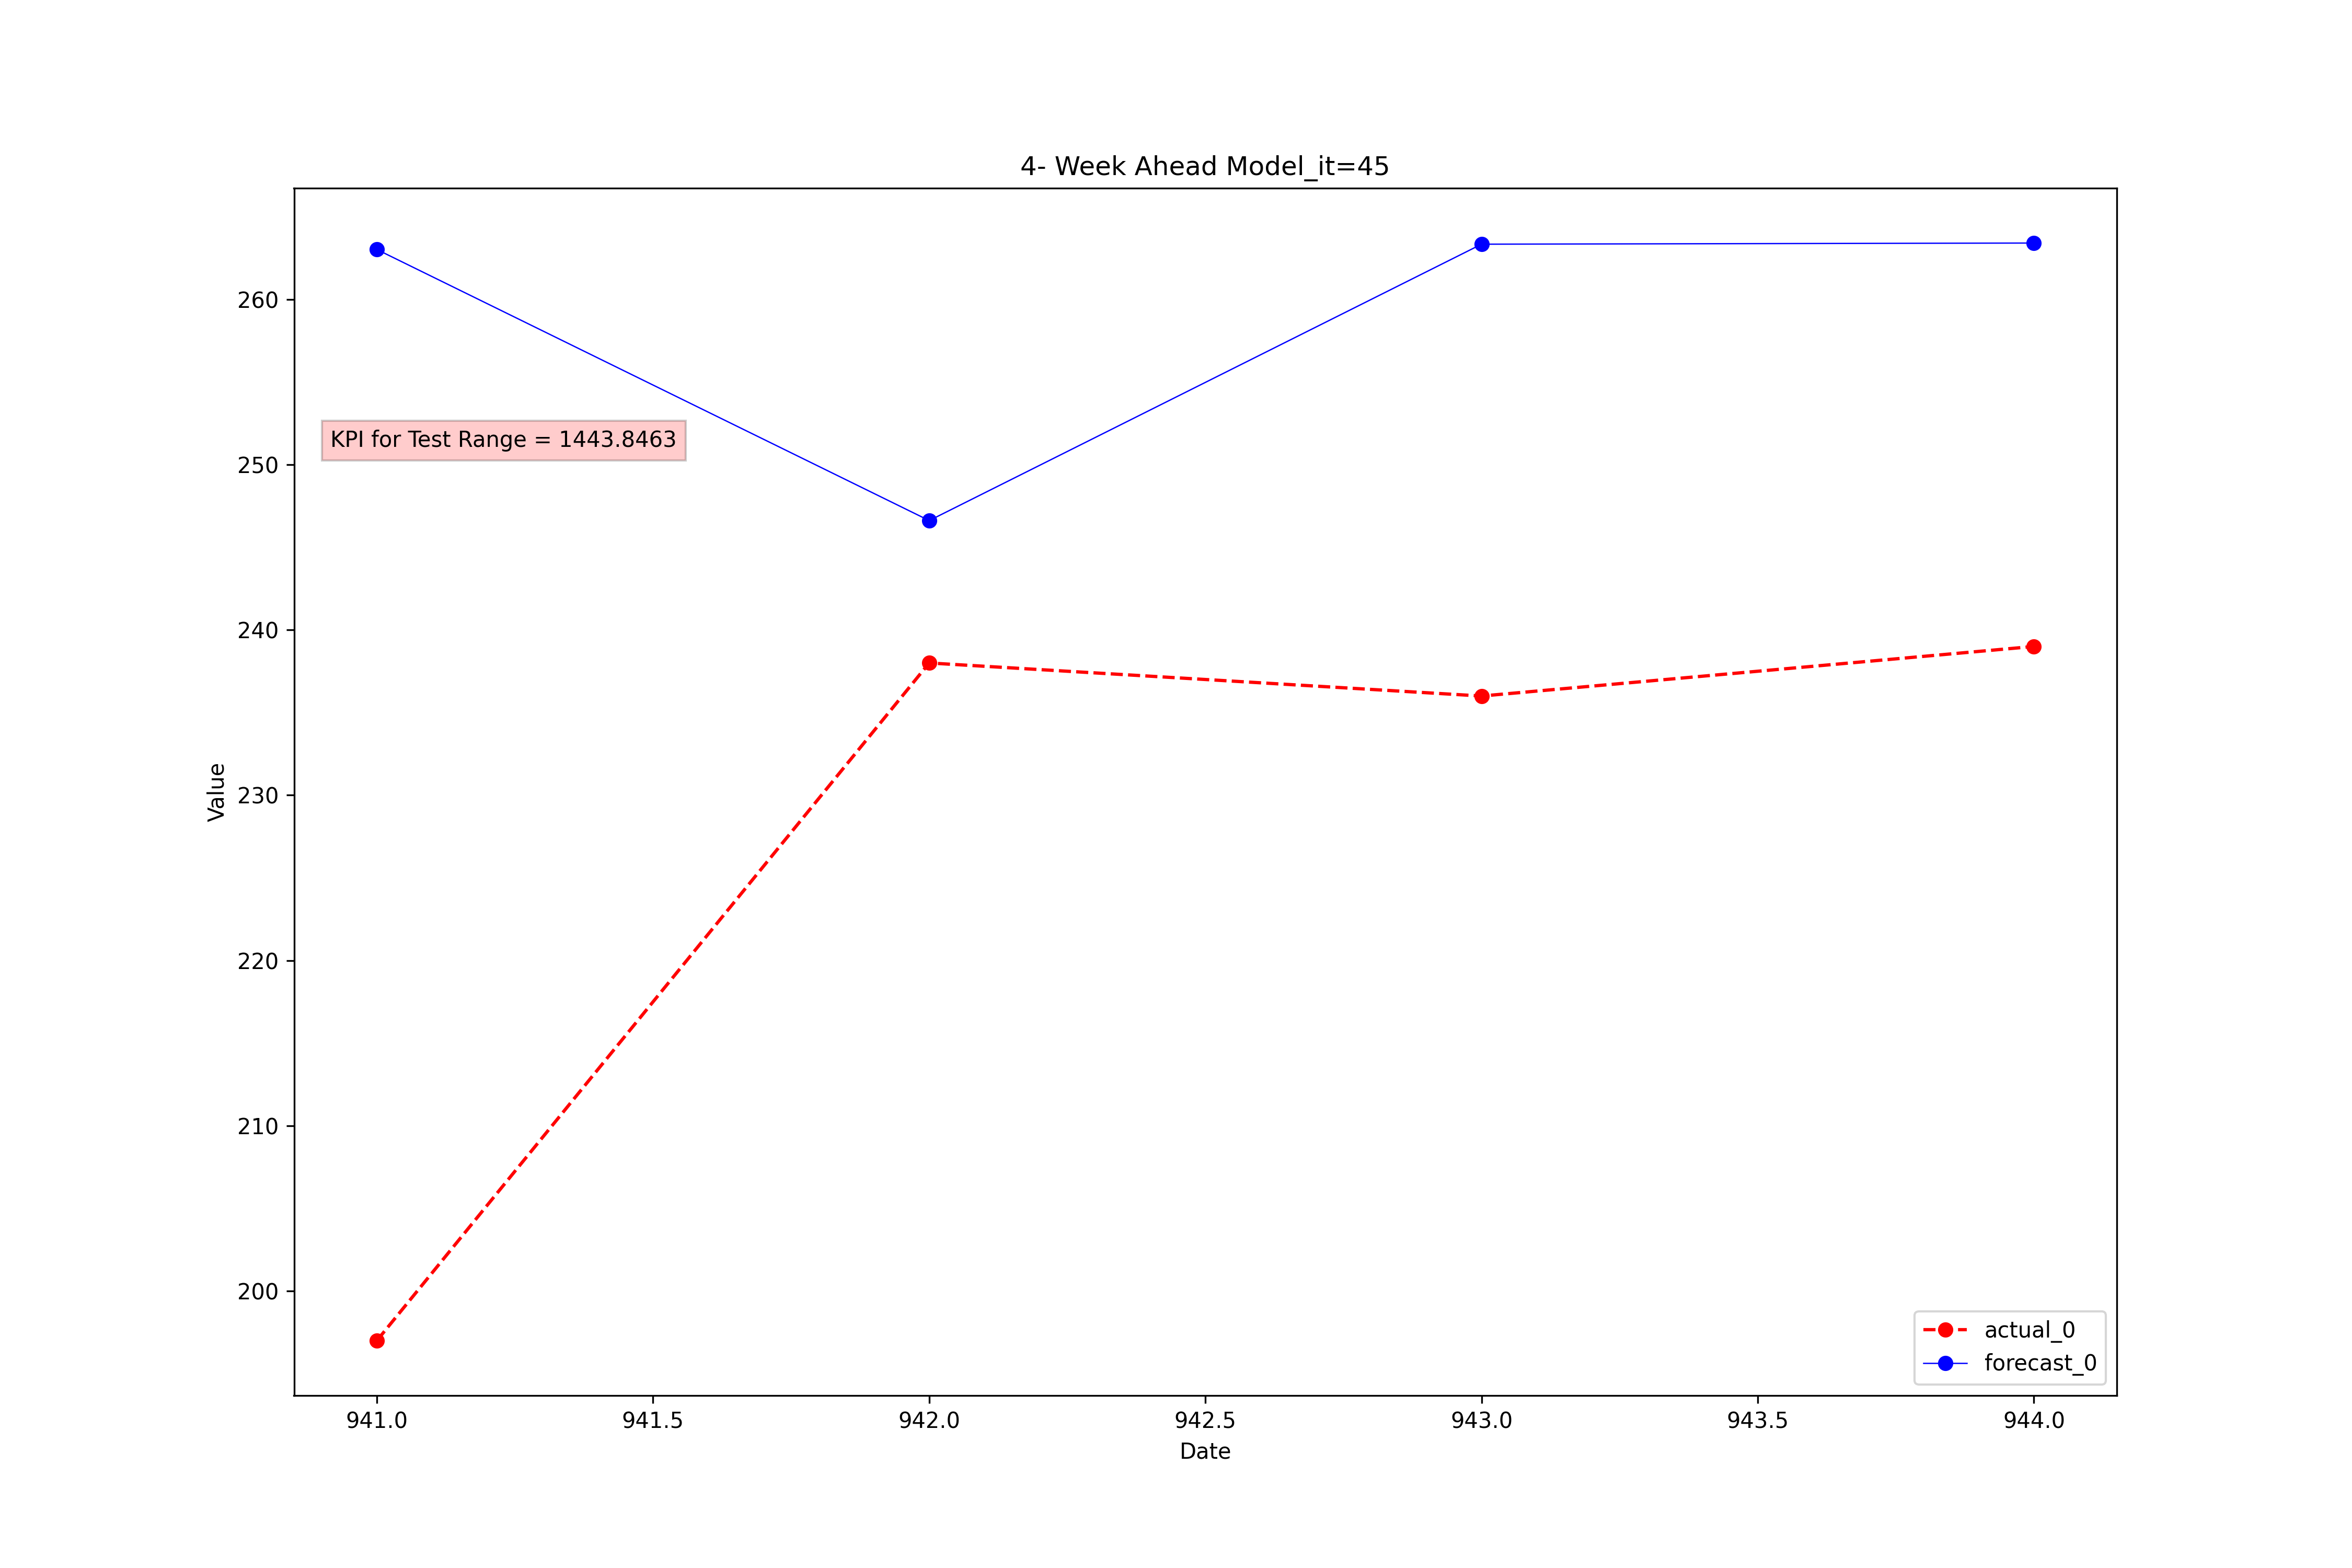 4- Week Ahead Model_it=45
KPI for Test Range = 1443.8463
Value
260
250
240
230
220
210
200
941.0 941.5 942.0 942.5 943.0 943.5 944.0
Date
actual_0
forecast_0